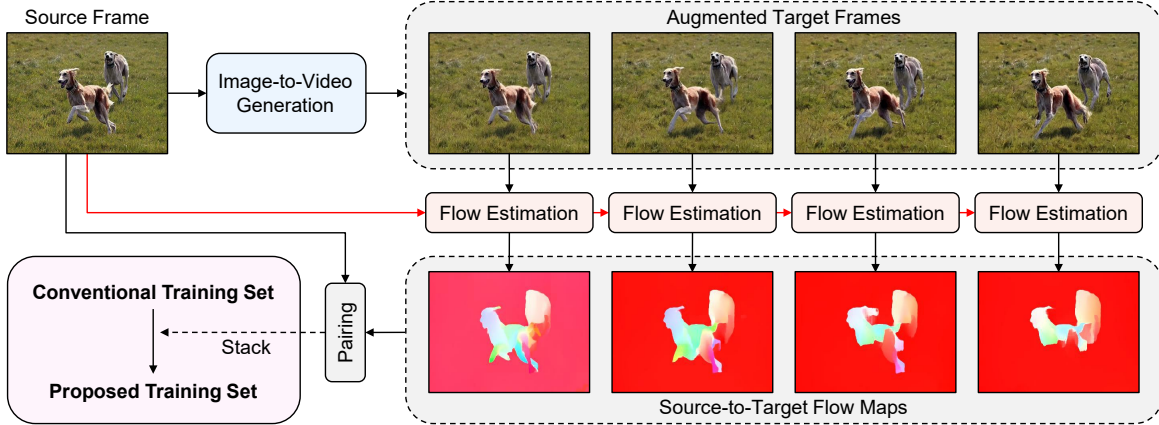 Source Frame
Augmented Target Frames
Image-to-Video
Generation
Flow Estimation
Flow Estimation
Flow Estimation
Flow Estimation
Conventional Training Set
Stack
Proposed Training Set
Pairing
Source-to-Target Flow Maps